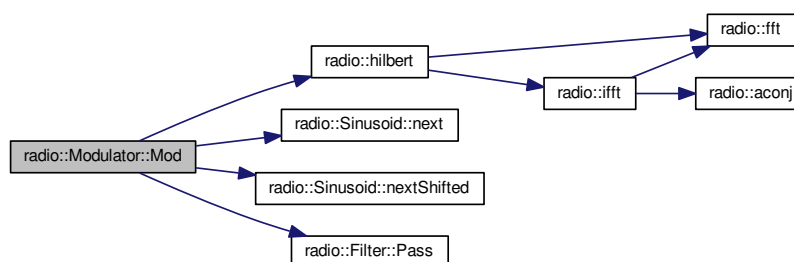 radio::fft
radio::hilbert
radio::ifft
radio::aconj
radio::Sinusoid::next
radio::Modulator::Mod
radio::Sinusoid::nextShifted
radio::Filter::Pass